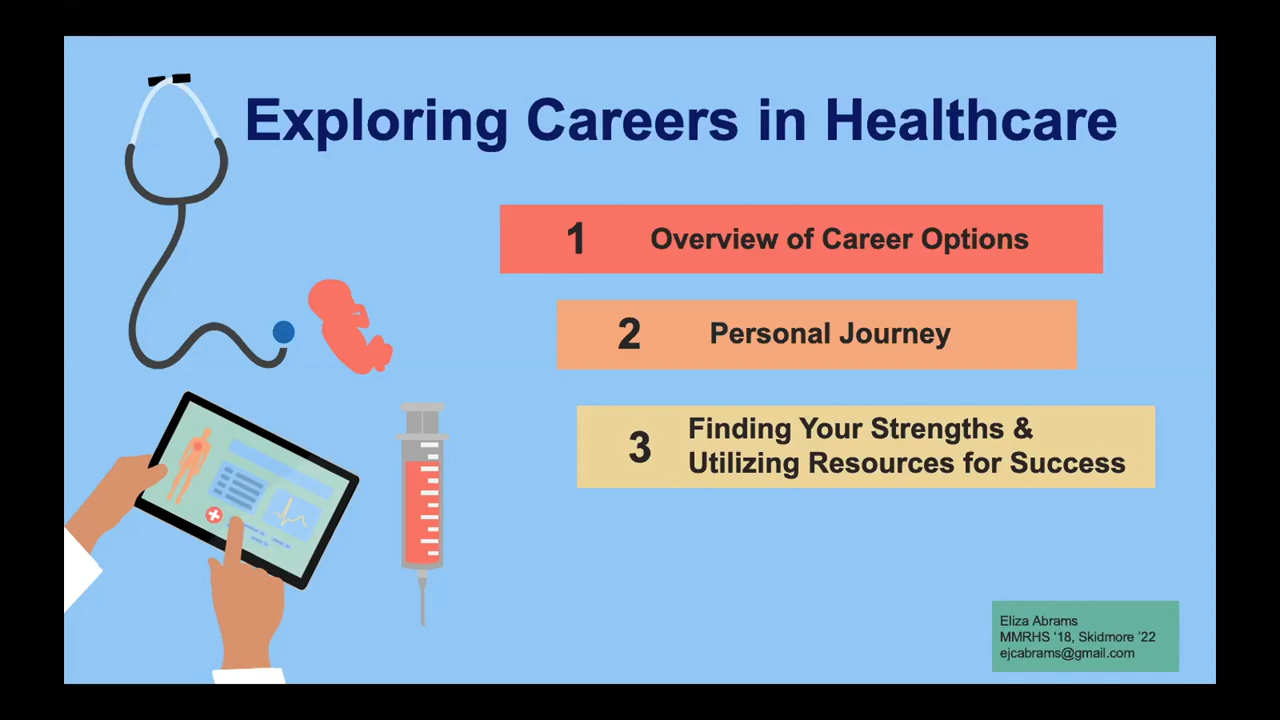 Exploring Careers in Healthcare
1 Overview of Career Options
2 Personal Journey
3 Finding Your Strengths &
Utilizing Resources for Success
Eliza Abrams
MMRHS '18, Skidmore '22
ejcabrams@gmail.com